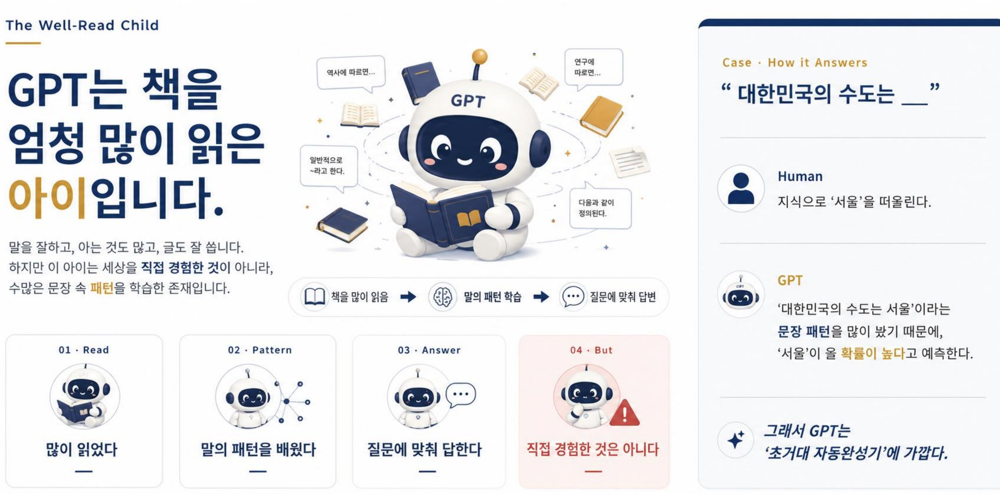 The Well-Read Child
GPT는 책을
엄청 많이 읽은
아이입니다.
말을 잘하고, 아는 것도 많고, 글도 잘 씁니다.
하지만 이 아이는 세상을 직접 경험한 것이 아니라,
수많은 문장 속 패턴을 학습한 존재입니다.
역사에 따르면...
연구에
따로면...
GPT
일반적으로
~라고 한다.
다음과 같이
정의된다.
책을 많이 읽음
말의 패턴 학습
질문에 맞춰 답변
01 · Read
많이 읽었다
02 · Pattern
말의 패턴을 배웠다
03 · Answer
질문에 맞춰 답한다
04 · But
직접 경험한 것은 아니다
Case · How it Answers
“ 대한민국의 수도는 __”
Human
지식으로 ‘서울’을 떠올린다.
GPT
GPT
‘대한민국의 수도는 서울’이라는
문장 패턴을 많이 봤기 때문에,
‘서울’이 올 확률이 높다고 예측한다.
그래서 GPT는
‘초거대 자동완성기’에 가깝다.